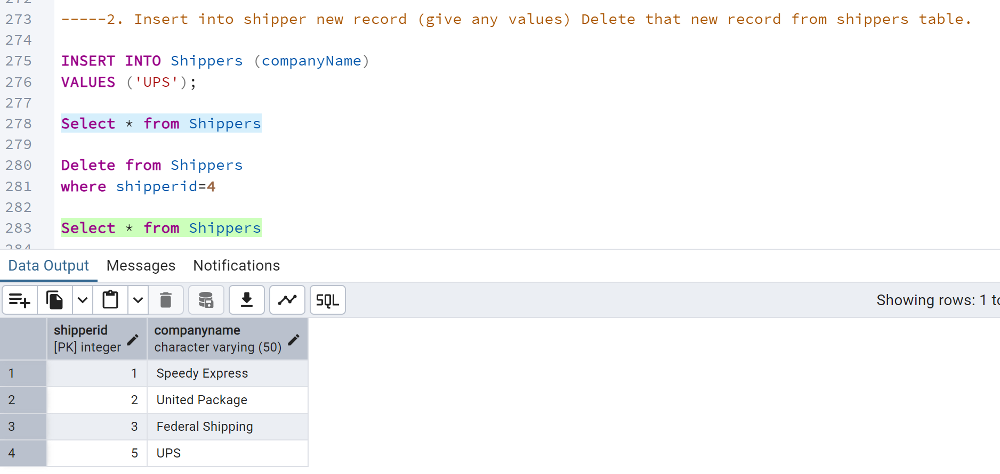 273 -----2. Insert into shipper new record (give any values) Delete that new record from shippers table.
274
275 INSERT INTO Shippers (companyName)
276 VALUES ('UPS');
277
278 Select * from Shippers
279
280 Delete from Shippers
281 where shipperid=4
282
283 Select * from Shippers
Data Output Messages Notifications
SQL Showing rows: 1
shipperid companyname
[PK] integer character varying (50)
1 1 Speedy Express
2 2 United Package
3 3 Federal Shipping
4 5 UPS